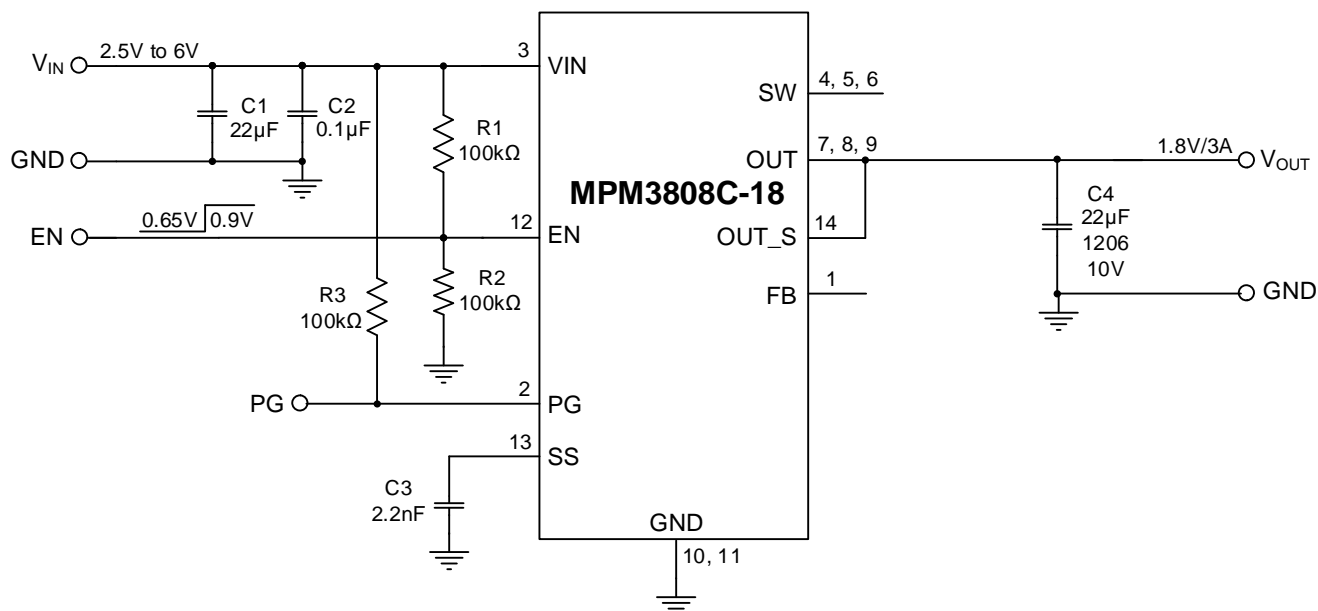 VIN
2.5V to 6V
3
VIN
C1
22µF
C2
0.1µF
R1
100kΩ
GND
EN
0.65V
0.9V
12
EN
R3
100kΩ
R2
100kΩ
PG
2
PG
13
SS
C3
2.2nF
MPM3808C-18
SW
4, 5, 6
OUT
7, 8, 9
1.8V/3A
VOUT
OUT_S
14
C4
22µF
1206
10V
FB
1
GND
GND
10, 11